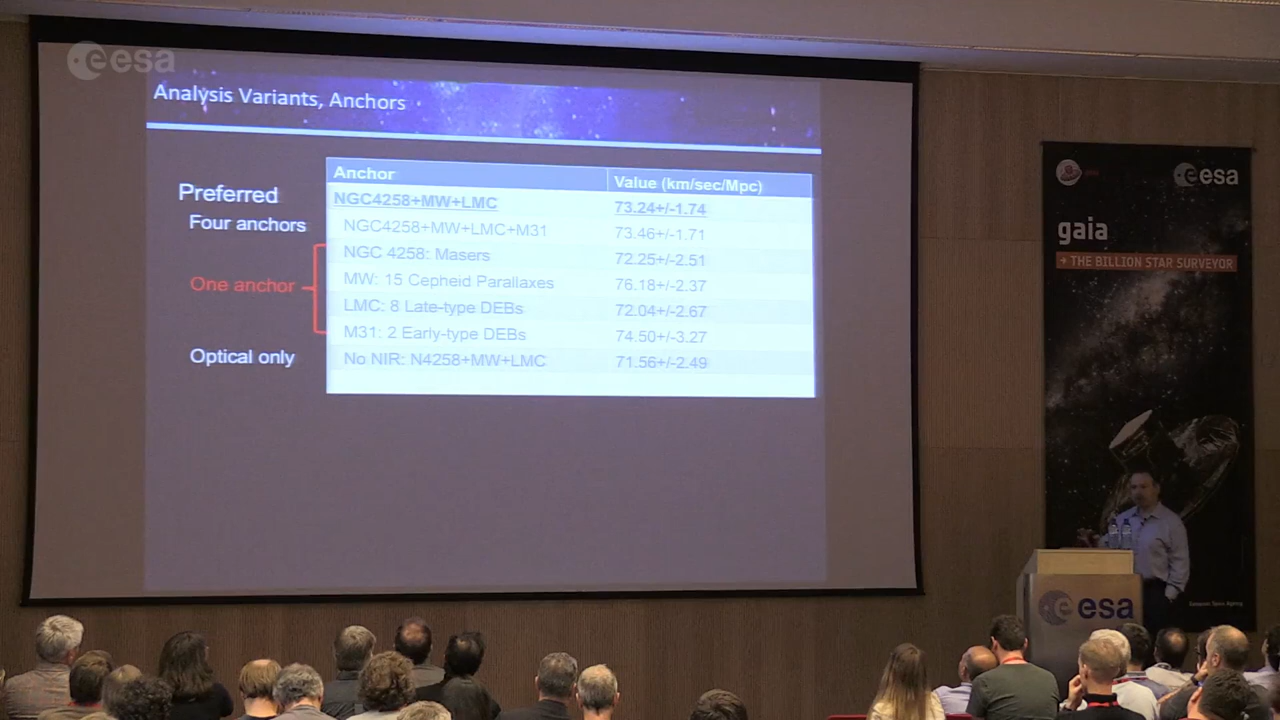 esa
Analysis Variants, Anchors
Anchor Value (km/sec/Mpc)
Preferred NGC4258+MW+LMC 73.24+/-1.74
Four anchors NGC4258+MW+LMC+M31 73.46+/-1.71
NGC 4258: Masers 72.25+/-2.51
One anchor MW: 15 Cepheid Parallaxes 76.18+/-2.37
LMC: 8 Late-type DEBs 72.04+/-2.67
M31: 2 Early-type DEBs 74.50+/-3.27
Optical only No NIR: N4258+MW+LMC 71.56+/-2.49
esa
gaia
→ THE BILLION STAR SURVEYOR
European Space Agency
esa